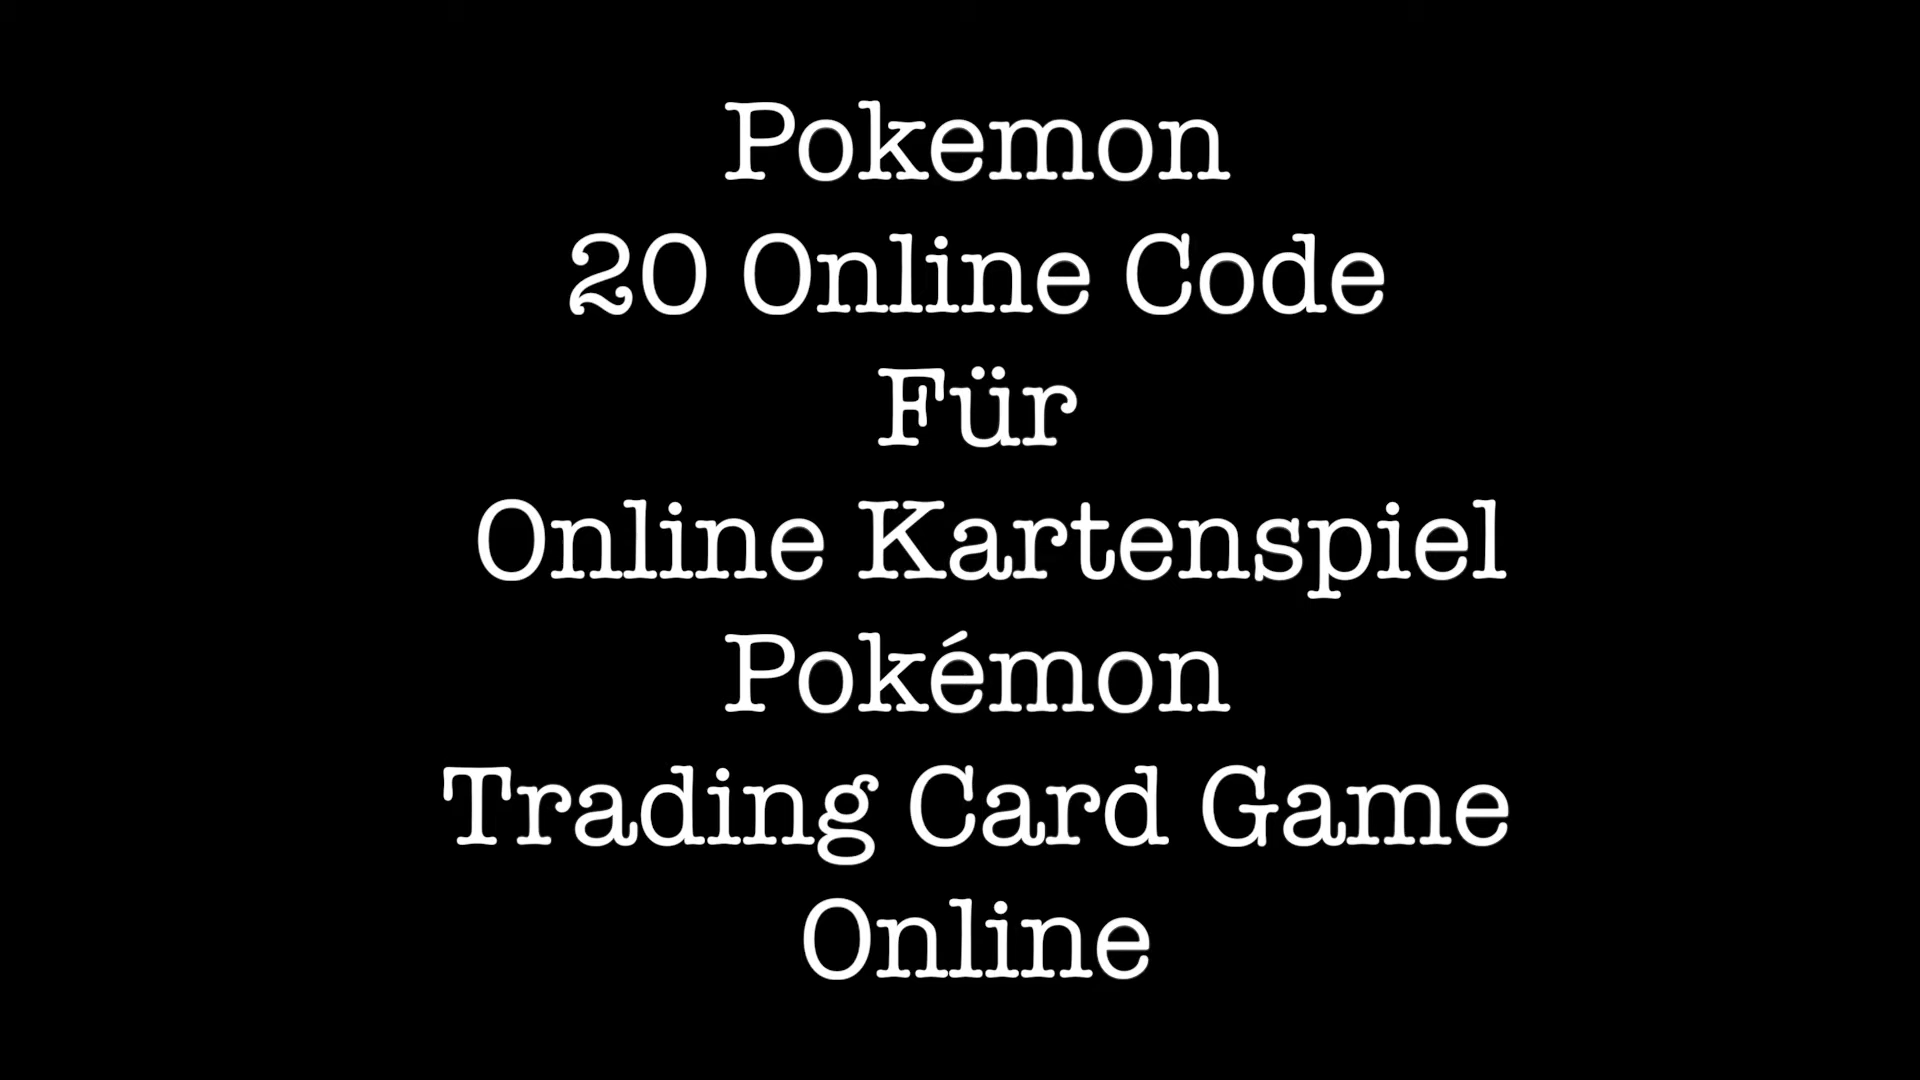 Pokemon
20 Online Code
Für
Online Kartenspiel
Pokémon
Trading Card Game
Online